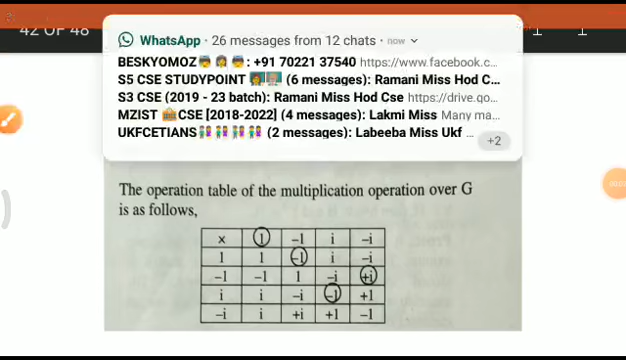 42 OF 48
WhatsApp • 26 messages from 12 chats • now
BESKYOMOZ : +91 70221 37540 https://www.facebook.c...
S5 CSE STUDYPOINT (6 messages): Ramani Miss Hod C...
S3 CSE (2019 - 23 batch): Ramani Miss Hod Cse https://drive.go...
MZIST CSE [2018-2022] (4 messages): Lakmi Miss Many ma...
UKFCETIANS (2 messages): Labeeba Miss Ukf ...
+2
The operation table of the multiplication operation over G
is as follows,
x 1 -1 i -i
1 1 -1 i -i
-1 -1 1 -i +i
i i -i -1 +1
-i i +i +1 -1